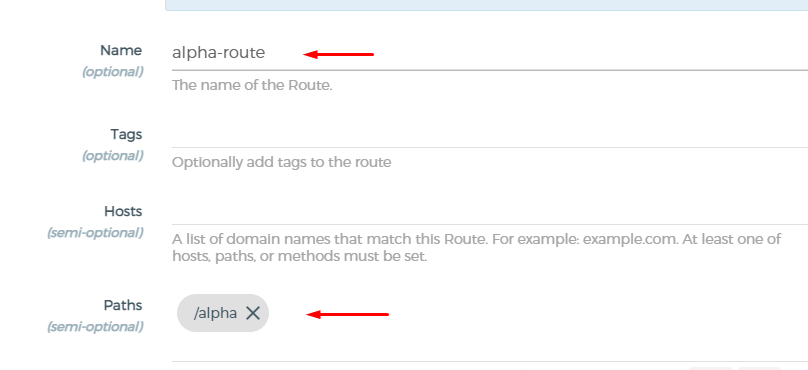 Name
(optional)
alpha-route
The name of the Route.
Tags
(optional)
Optionally add tags to the route
Hosts
(semi-optional)
A list of domain names that match this Route. For example: example.com. At least one of
hosts, paths, or methods must be set.
Paths
(semi-optional)
/alpha X